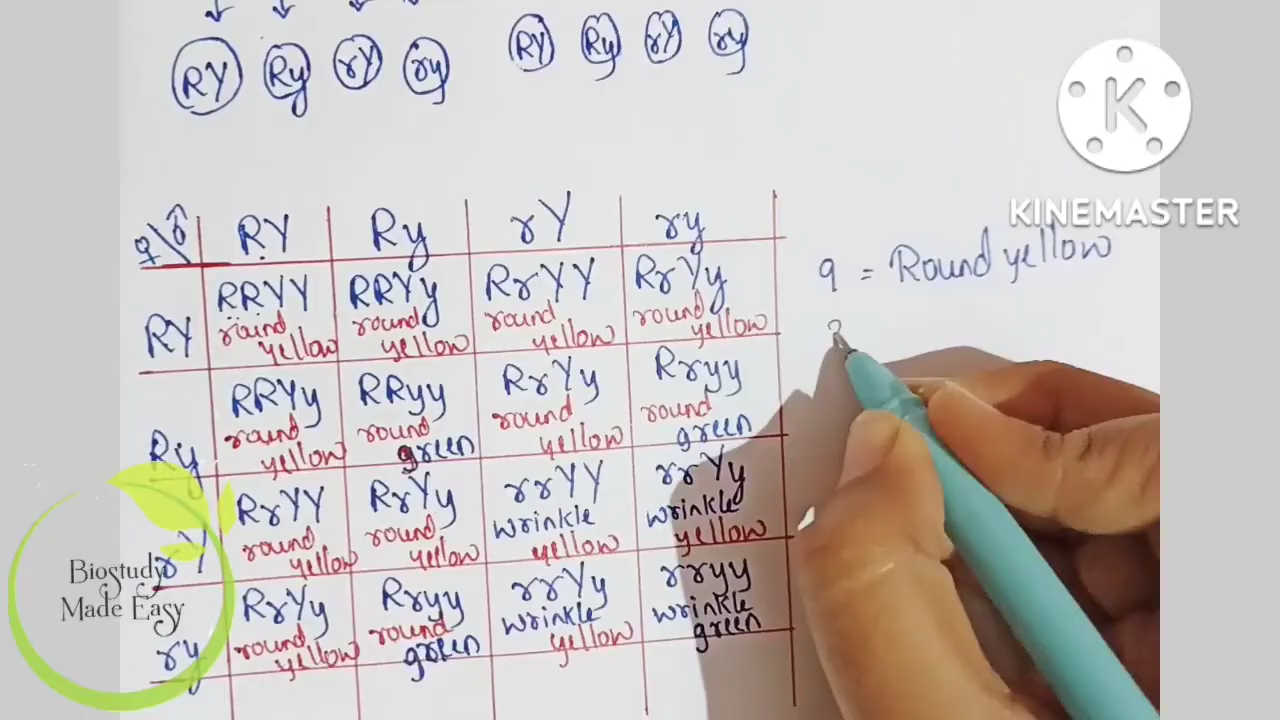 RY Ry rY ry RY Ry rY ry
K
KINEMASTER
♀\♂ RY Ry rY ry
RY RRYY RRYy RrYY RrYy
round yellow round yellow round yellow round yellow
Ry RRYy RRyy RrYy Rryy
round yellow round green round yellow round green
rY RrYY RrYy rrYY rrYy
round yellow round yellow wrinkle yellow wrinkle yellow
ry RrYy Rryy rrYy rryy
round yellow round green wrinkle yellow wrinkle green
9 = Round yellow
Biostudy
Made Easy